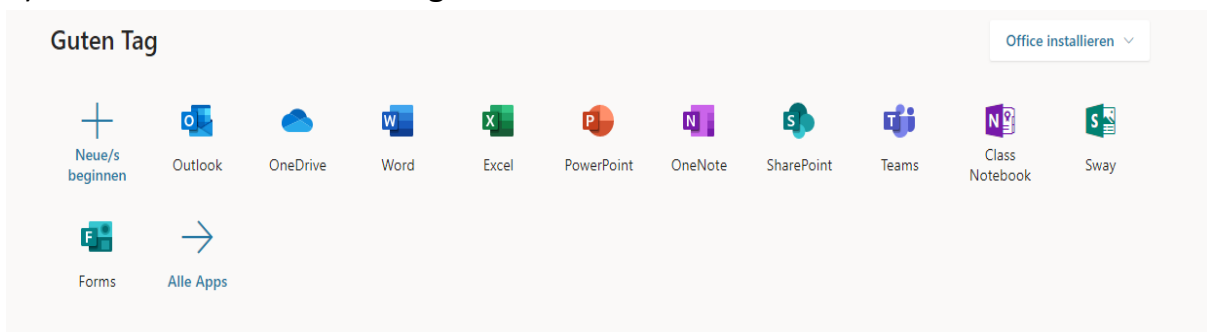 Guten Tag
Office installieren
Neue/s
beginnen
Outlook
OneDrive
Word
Excel
PowerPoint
OneNote
SharePoint
Teams
Class
Notebook
Sway
Forms
Alle Apps